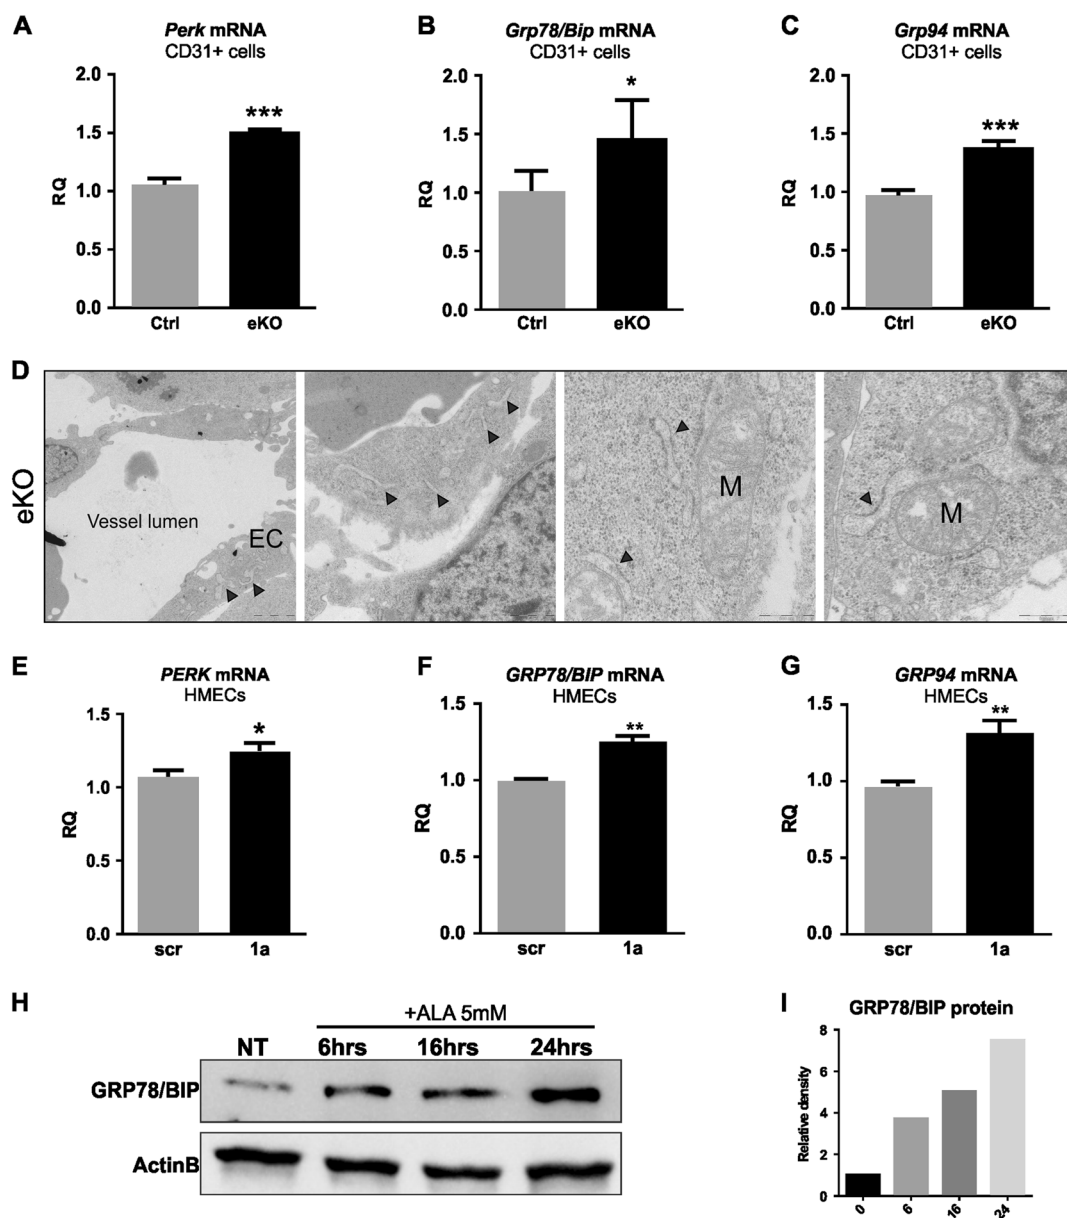 A
Perk mRNA
CD31+ cells
RQ
2.0
1.5
1.0
0.5
0.0
***
Ctrl
eKO
B
Grp78/Bip mRNA
CD31+ cells
RQ
2.0
1.5
1.0
0.5
0.0
*
Ctrl
eKO
C
Grp94 mRNA
CD31+ cells
RQ
2.0
1.5
1.0
0.5
0.0
***
Ctrl
eKO
D
eKO
Vessel lumen
EC
M
M
E
PERK mRNA
HMECs
RQ
1.5
1.0
0.5
0.0
*
scr
1a
F
GRP78/BIP mRNA
HMECs
RQ
1.5
1.0
0.5
0.0
**
scr
1a
G
GRP94 mRNA
HMECs
RQ
1.5
1.0
0.5
0.0
**
scr
1a
H
+ALA 5mM
NT 6hrs 16hrs 24hrs
GRP78/BIP
ActinB
I
GRP78/BIP protein
Relative density
8
6
4
2
0
0 6 16 24